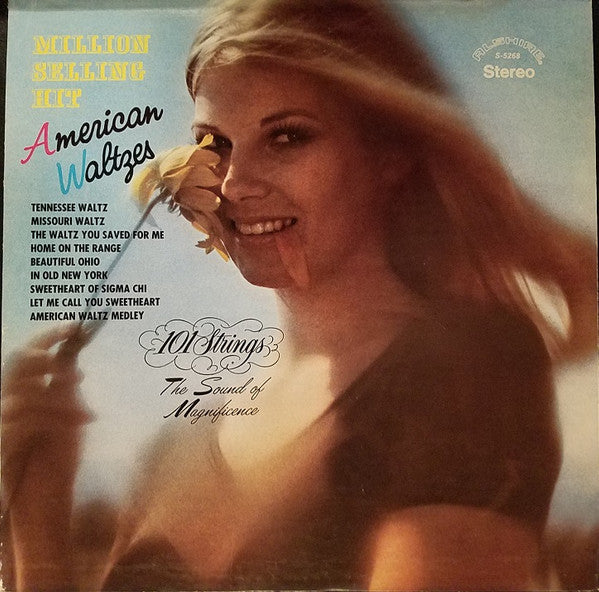 MILLION
SELLING
HIT
American
Waltzes
TENNESSEE WALTZ
MISSOURI WALTZ
THE WALTZ YOU SAVED FOR ME
HOME ON THE RANGE
BEAUTIFUL OHIO
IN OLD NEW YORK
SWEETHEART OF SIGMA CHI
LET ME CALL YOU SWEETHEART
AMERICAN WALTZ MEDLEY
ALSHIRE
S-5268
Stereo
101 Strings
The Sound of
Magnificence